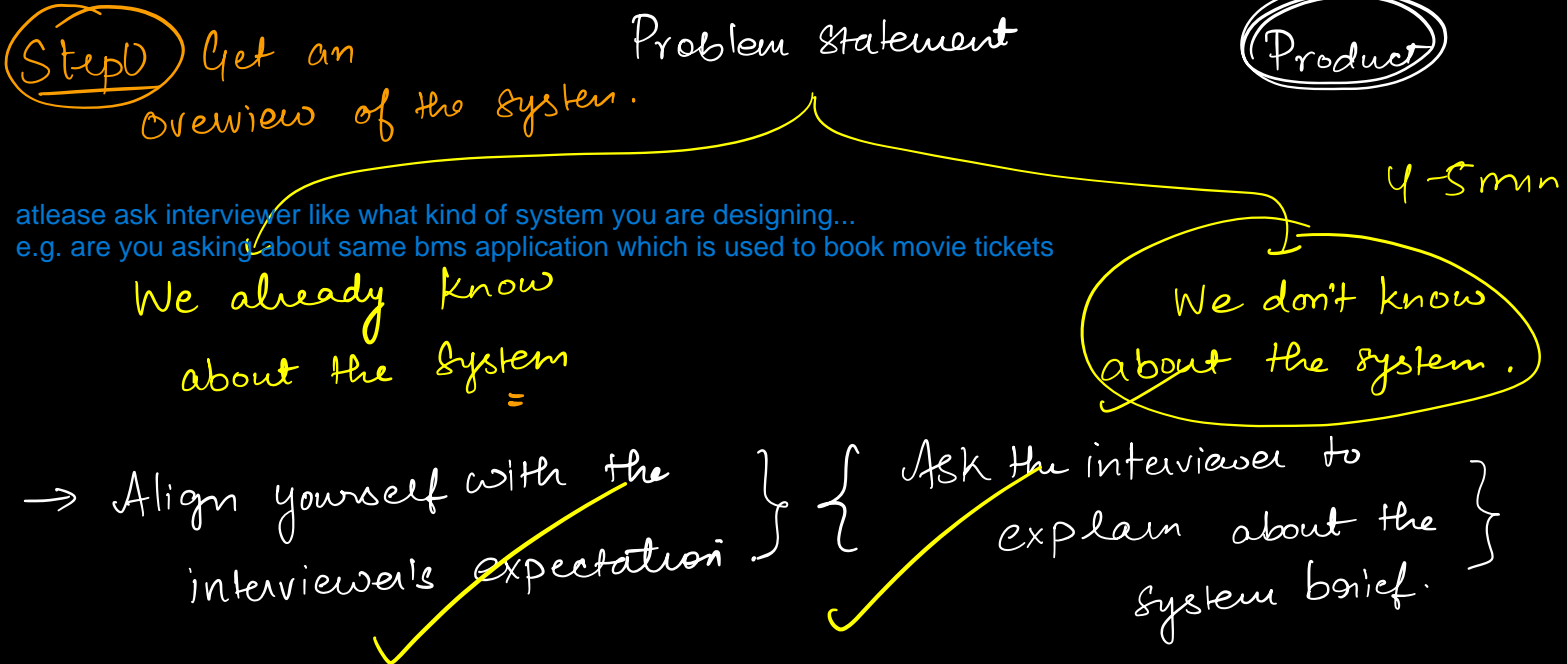 Step0 Get an
overview of the system.
Problem Statement
Product
4-5 min
atlease ask interviewer like what kind of system you are designing...
e.g. are you asking about same bms application which is used to book movie tickets
We already know
about the system
=
We don't know
about the system.
→ Align yourself with the
interviewer's expectation.
Ask the interviewer to
explain about the
system brief.